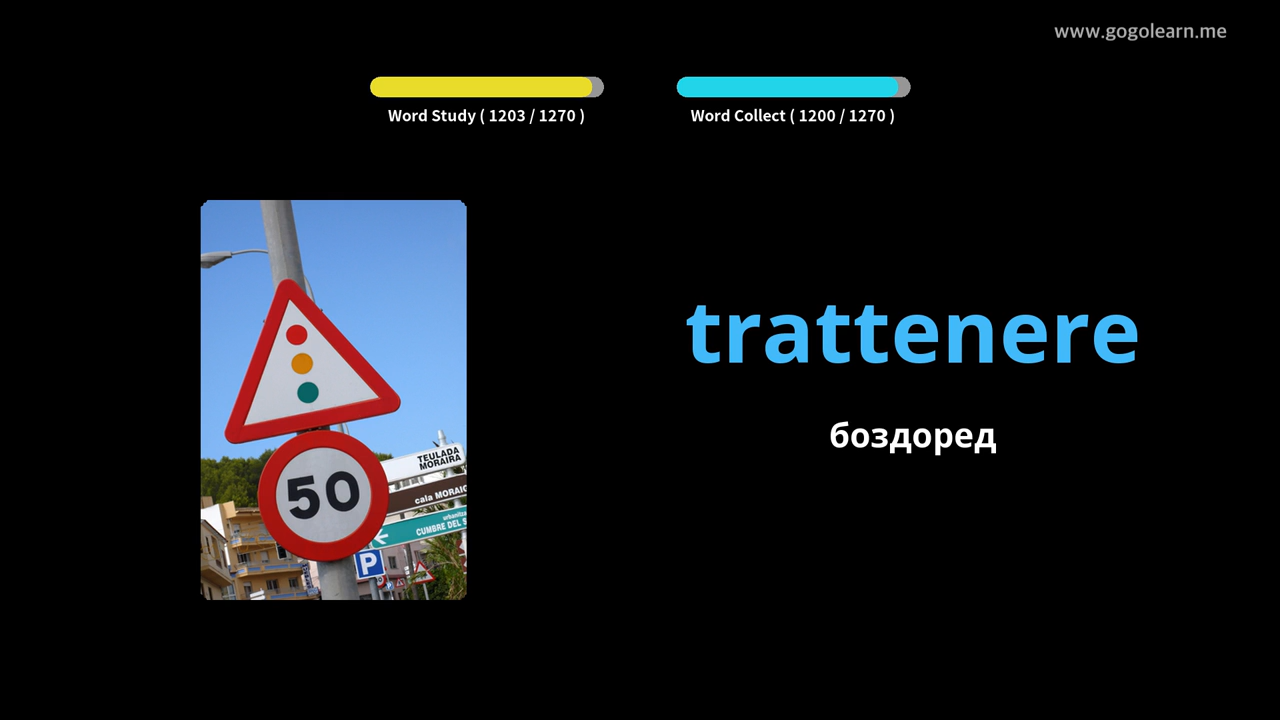 www.gogolearn.me
Word Study ( 1203 / 1270 )
Word Collect ( 1200 / 1270 )
trattenere
боздоред
50
TEULADA
MORAIRA
cala MORAIG
urbanitza
CUMBRE DEL S
P